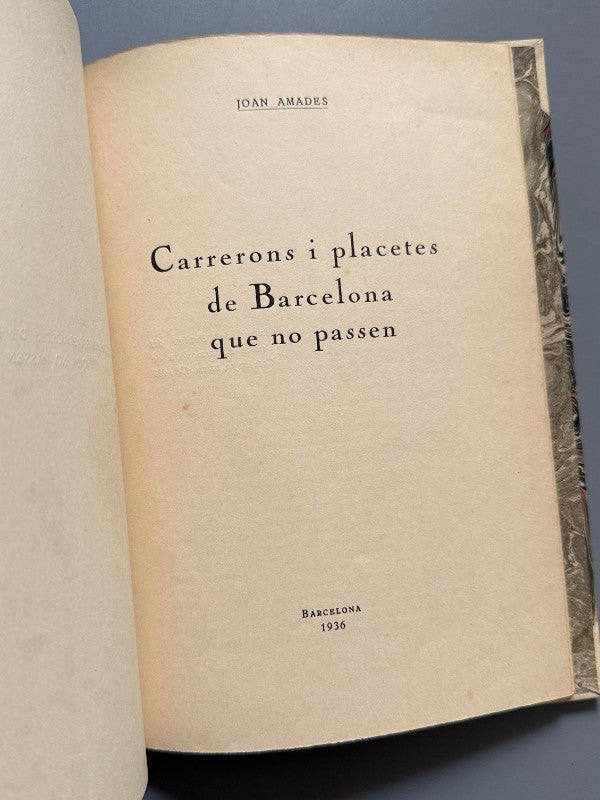 JOAN AMADES
Carrerons i placetes
de Barcelona
que no passen
BARCELONA
1936